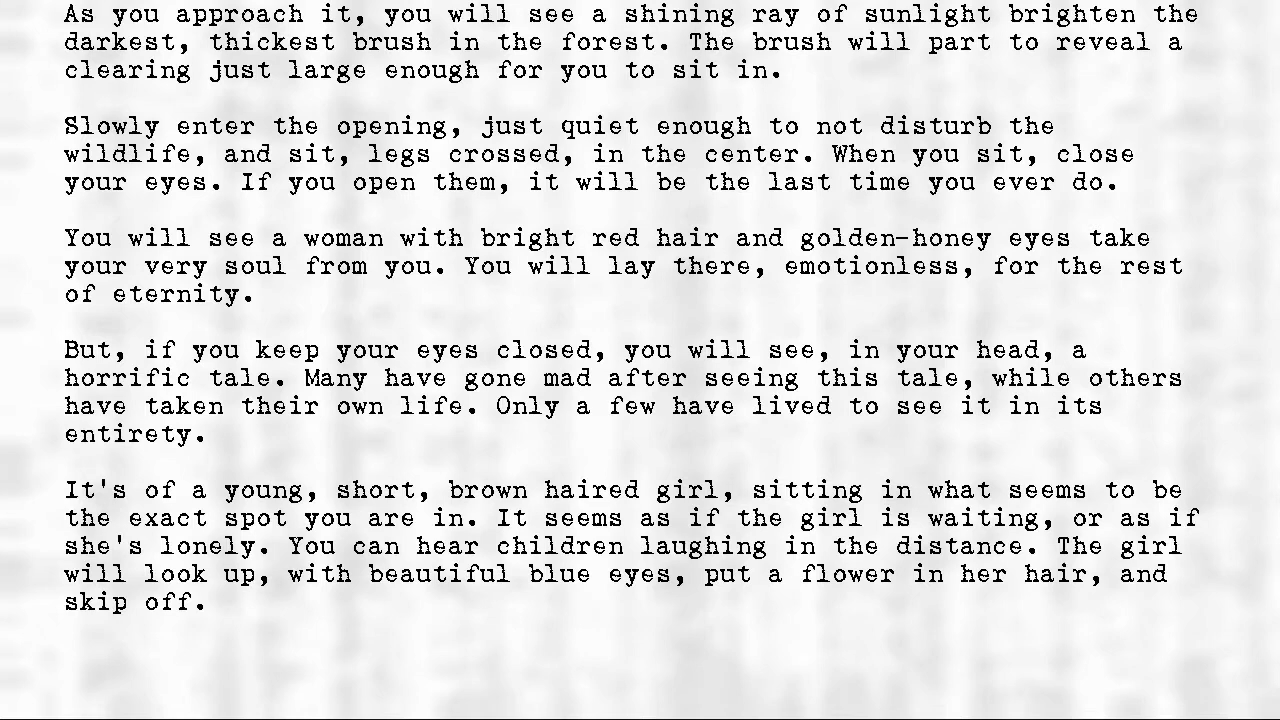 As you approach it, you will see a shining ray of sunlight brighten the
darkest, thickest brush in the forest. The brush will part to reveal a
clearing just large enough for you to sit in.
Slowly enter the opening, just quiet enough to not disturb the
wildlife, and sit, legs crossed, in the center. When you sit, close
your eyes. If you open them, it will be the last time you ever do.
You will see a woman with bright red hair and golden-honey eyes take
your very soul from you. You will lay there, emotionless, for the rest
of eternity.
But, if you keep your eyes closed, you will see, in your head, a
horrific tale. Many have gone mad after seeing this tale, while others
have taken their own life. Only a few have lived to see it in its
entirety.
It's of a young, short, brown haired girl, sitting in what seems to be
the exact spot you are in. It seems as if the girl is waiting, or as if
she's lonely. You can hear children laughing in the distance. The girl
will look up, with beautiful blue eyes, put a flower in her hair, and
skip off.